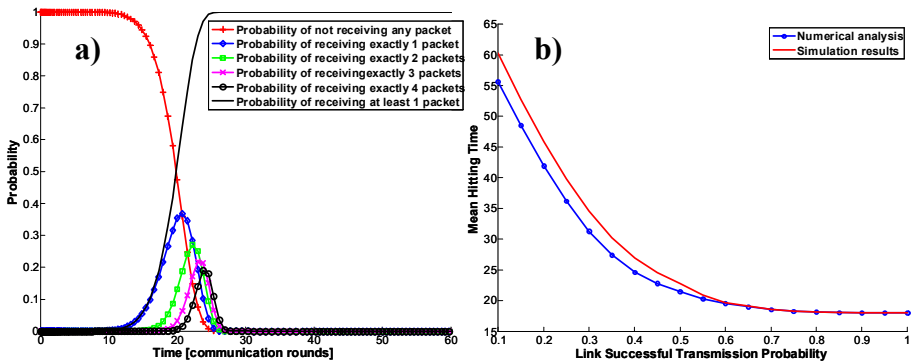 a)
Probability of not receiving any packet
Probability of receiving exactly 1 packet
Probability of receiving exactly 2 packets
Probability of receivingexactly 3 packets
Probability of receiving exactly 4 packets
Probability of receiving at least 1 packet
1
0.9
0.8
0.7
0.6
0.5
0.4
0.3
0.2
0.1
0
Probability
0 10 20 30 40 50 60
Time [communication rounds]
b)
Numerical analysis
Simulation results
65
60
55
50
45
40
35
30
25
20
15
Mean Hitting Time
0.1 0.2 0.3 0.4 0.5 0.6 0.7 0.8 0.9 1
Link Successful Transmission Probability